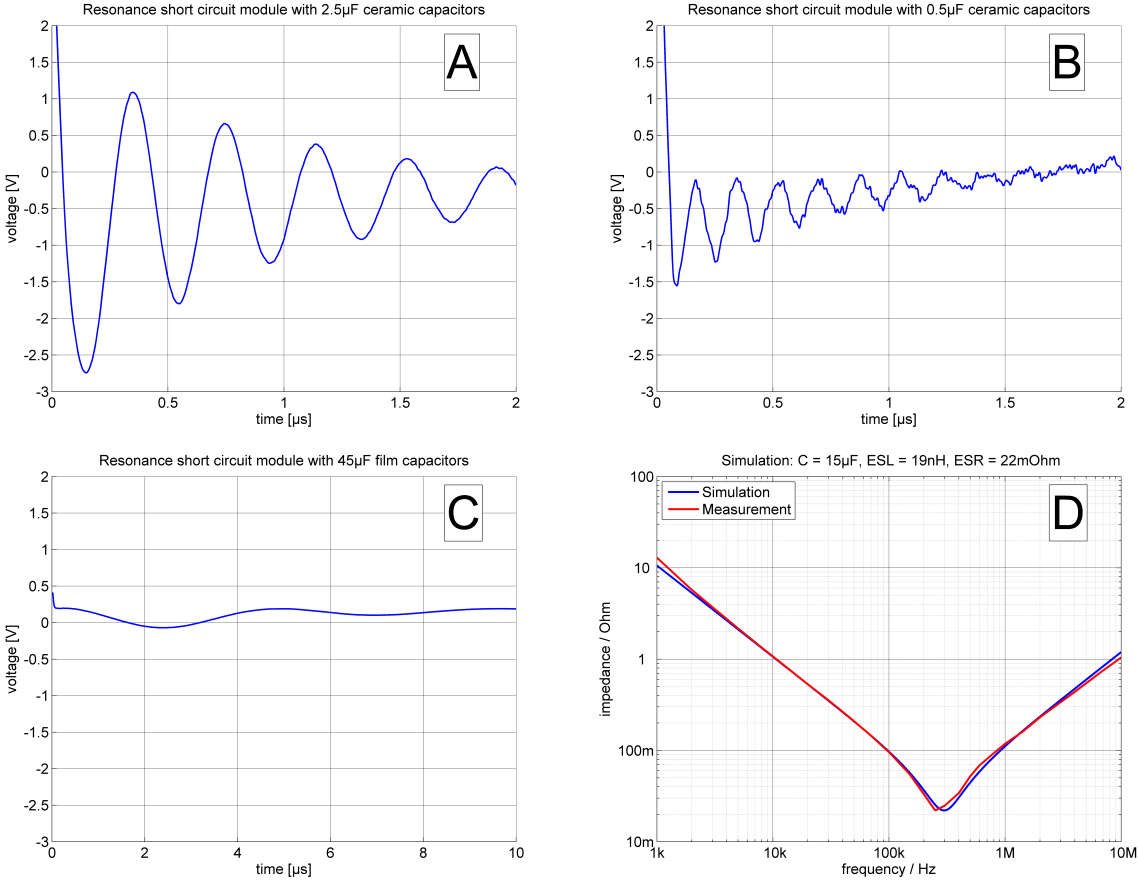 Resonance short circuit module with 2.5µF ceramic capacitors
A
2
1.5
1
0.5
0
-0.5
-1
-1.5
-2
-2.5
-3
voltage [V]
0 0.5 1 1.5 2
time [µs]
Resonance short circuit module with 0.5µF ceramic capacitors
B
2
1.5
1
0.5
0
-0.5
-1
-1.5
-2
-2.5
-3
voltage [V]
0 0.5 1 1.5 2
time [µs]
Resonance short circuit module with 45µF film capacitors
C
2
1.5
1
0.5
0
-0.5
-1
-1.5
-2
-2.5
-3
voltage [V]
0 2 4 6 8 10
time [µs]
Simulation: C = 15µF, ESL = 19nH, ESR = 22mOhm
Simulation
Measurement
D
100
10
1
100m
10m
impedance / Ohm
1k 10k 100k 1M 10M
frequency / Hz